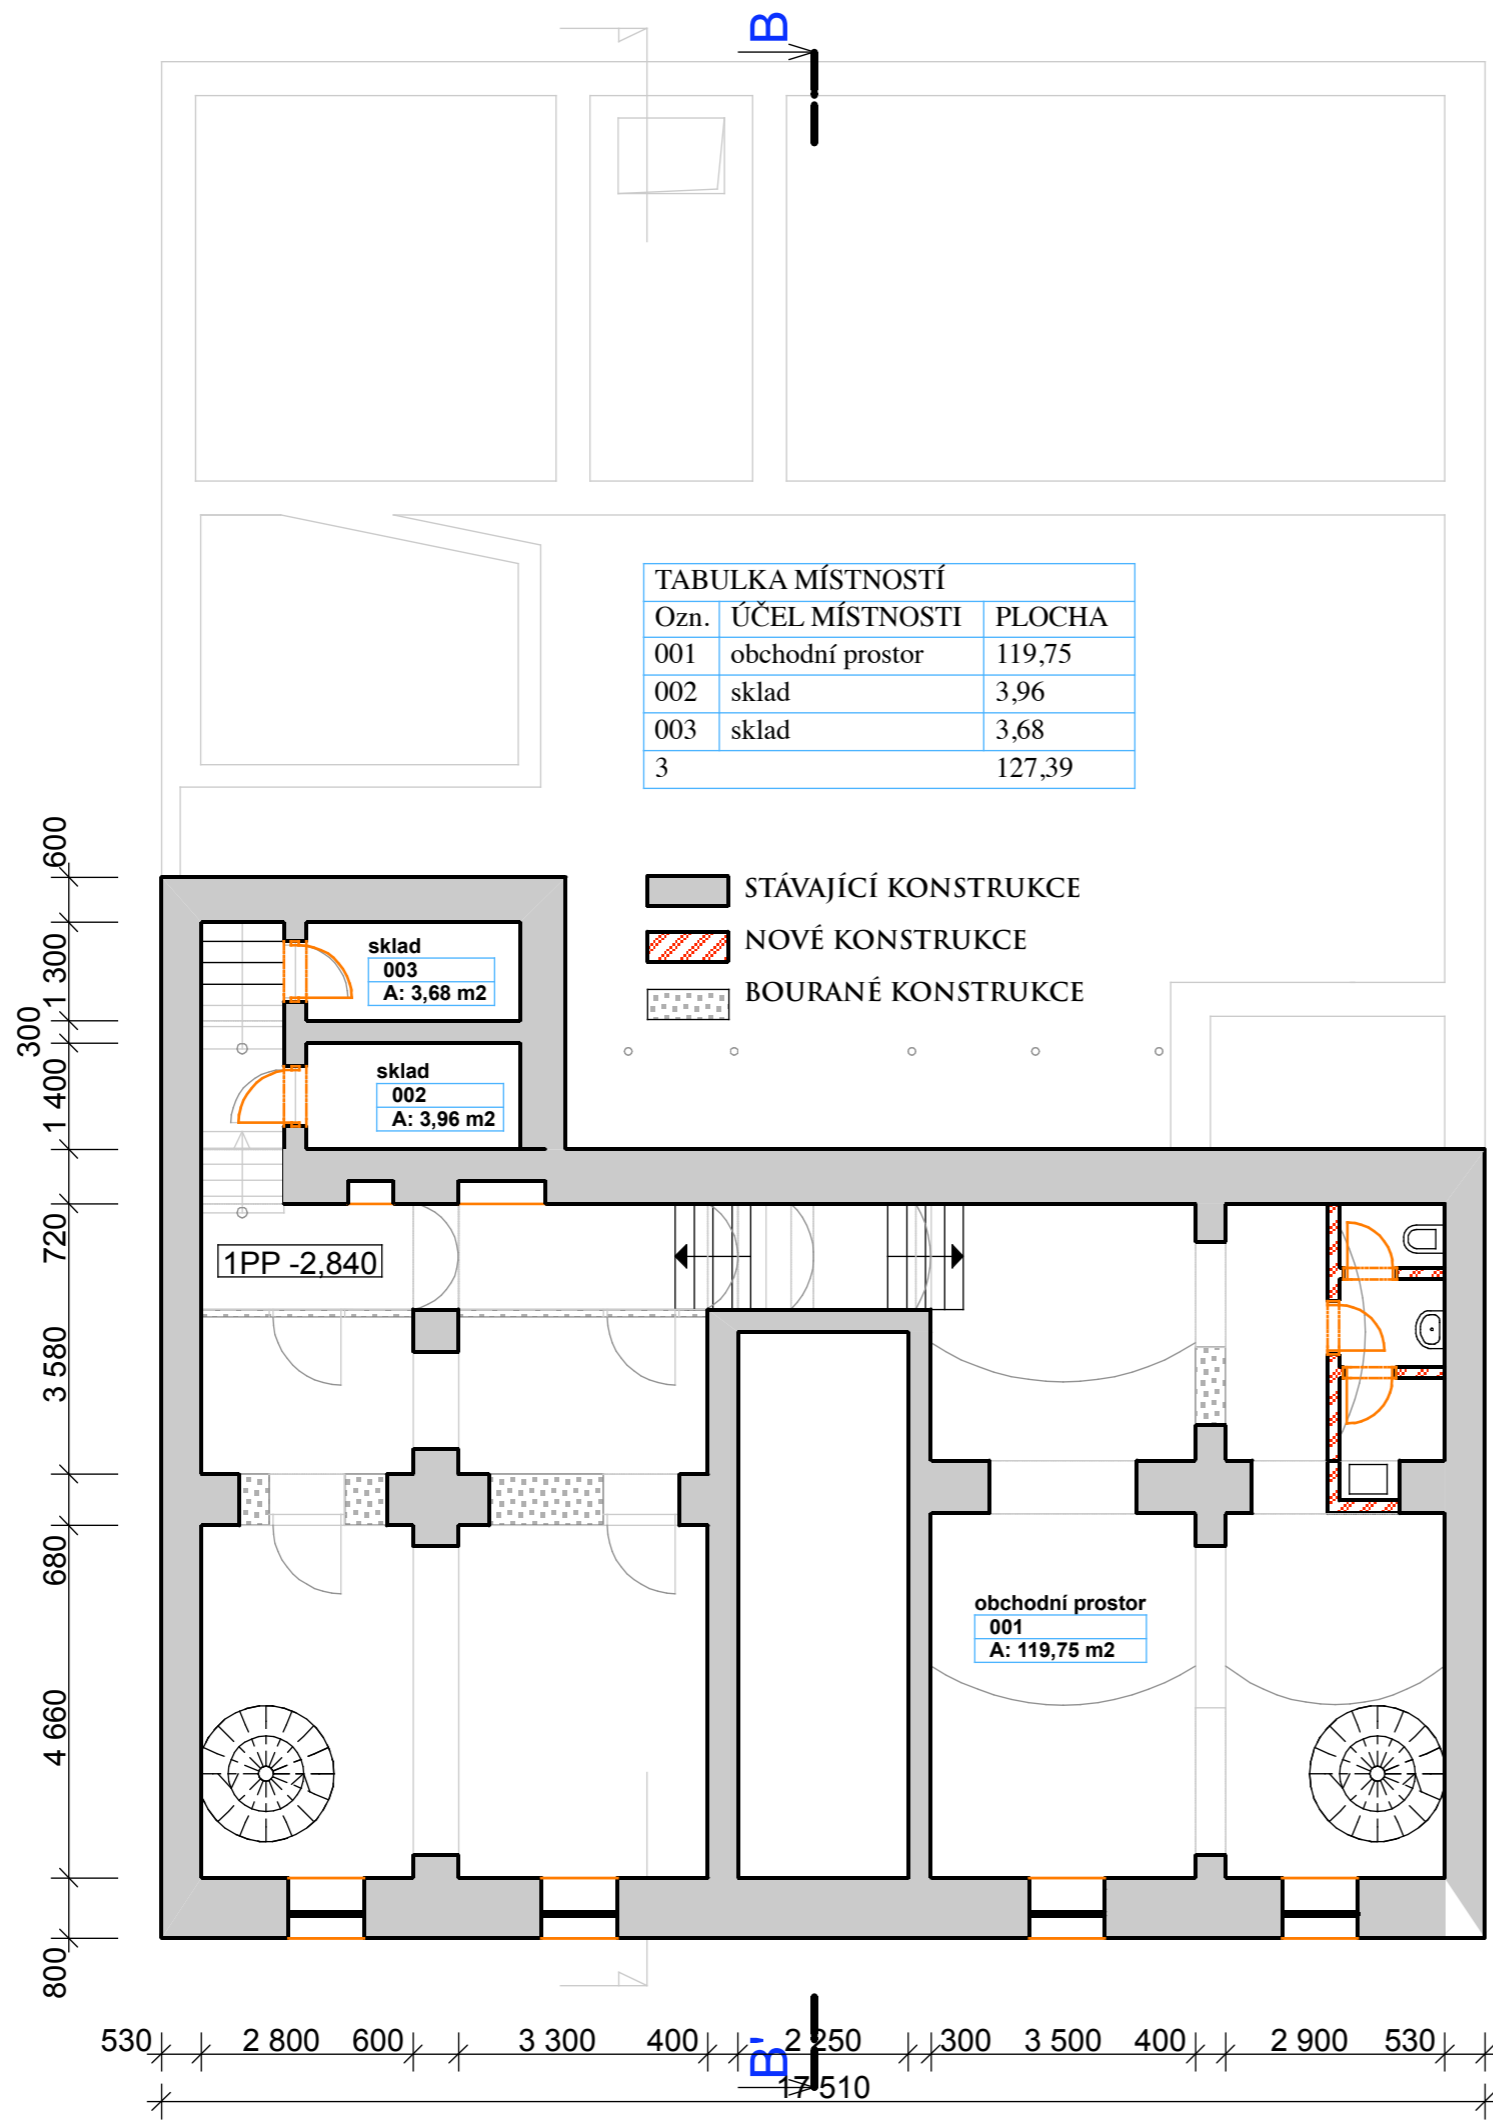 B
TABULKA MÍSTNOSTÍ
Ozn. ÚČEL MÍSTNOSTI PLOCHA
001 obchodní prostor 119,75
002 sklad 3,96
003 sklad 3,68
3 127,39
STÁVAJÍCÍ KONSTRUKCE
NOVÉ KONSTRUKCE
BOURANÉ KONSTRUKCE
600
1 300
300
1 400
720
3 580
680
4 660
800
sklad
003
A: 3,68 m2
sklad
002
A: 3,96 m2
1PP -2,840
obchodní prostor
001
A: 119,75 m2
530 2 800 600 3 300 400 2 250 300 3 500 400 2 900 530
B'
17 510